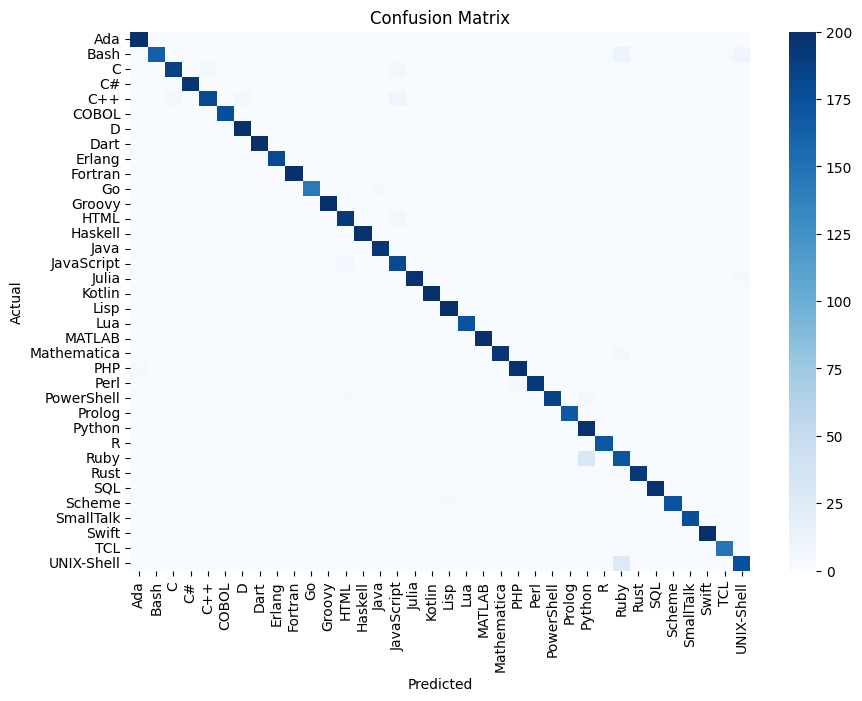 Confusion Matrix
Actual
Ada
Bash
C
C#
C++
COBOL
D
Dart
Erlang
Fortran
Go
Groovy
HTML
Haskell
Java
JavaScript
Julia
Kotlin
Lisp
Lua
MATLAB
Mathematica
PHP
Perl
PowerShell
Prolog
Python
R
Ruby
Rust
SQL
Scheme
SmallTalk
Swift
TCL
UNIX-Shell
Ada
Bash
C
C#
C++
COBOL
D
Dart
Erlang
Fortran
Go
Groovy
HTML
Haskell
Java
JavaScript
Julia
Kotlin
Lisp
Lua
MATLAB
Mathematica
PHP
Perl
PowerShell
Prolog
Python
R
Ruby
Rust
SQL
Scheme
SmallTalk
Swift
TCL
UNIX-Shell
Predicted
200
175
150
125
100
75
50
25
0